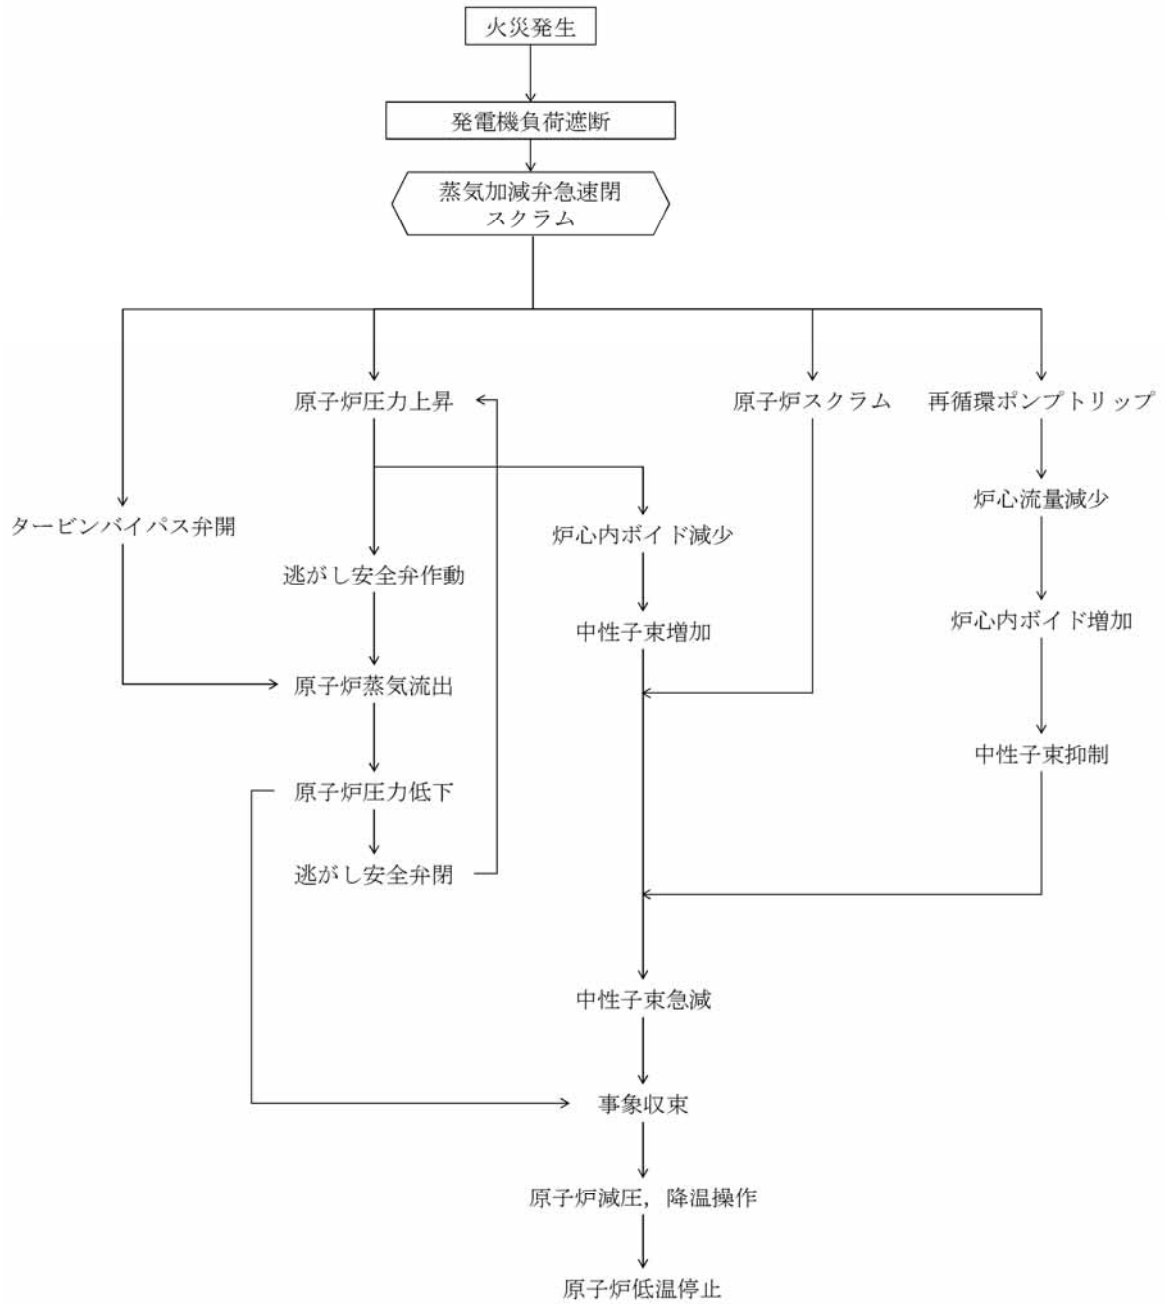 火災発生
発電機負荷遮断
蒸気加減弁急速閉
スクラム
原子炉圧力上昇
原子炉スクラム
再循環ポンプトリップ
炉心流量減少
タービンバイパス弁開
炉心内ボイド減少
逃がし安全弁作動
炉心内ボイド増加
中性子束増加
原子炉蒸気流出
中性子束抑制
原子炉圧力低下
逃がし安全弁閉
中性子束急減
事象収束
原子炉減圧，降温操作
原子炉低温停止